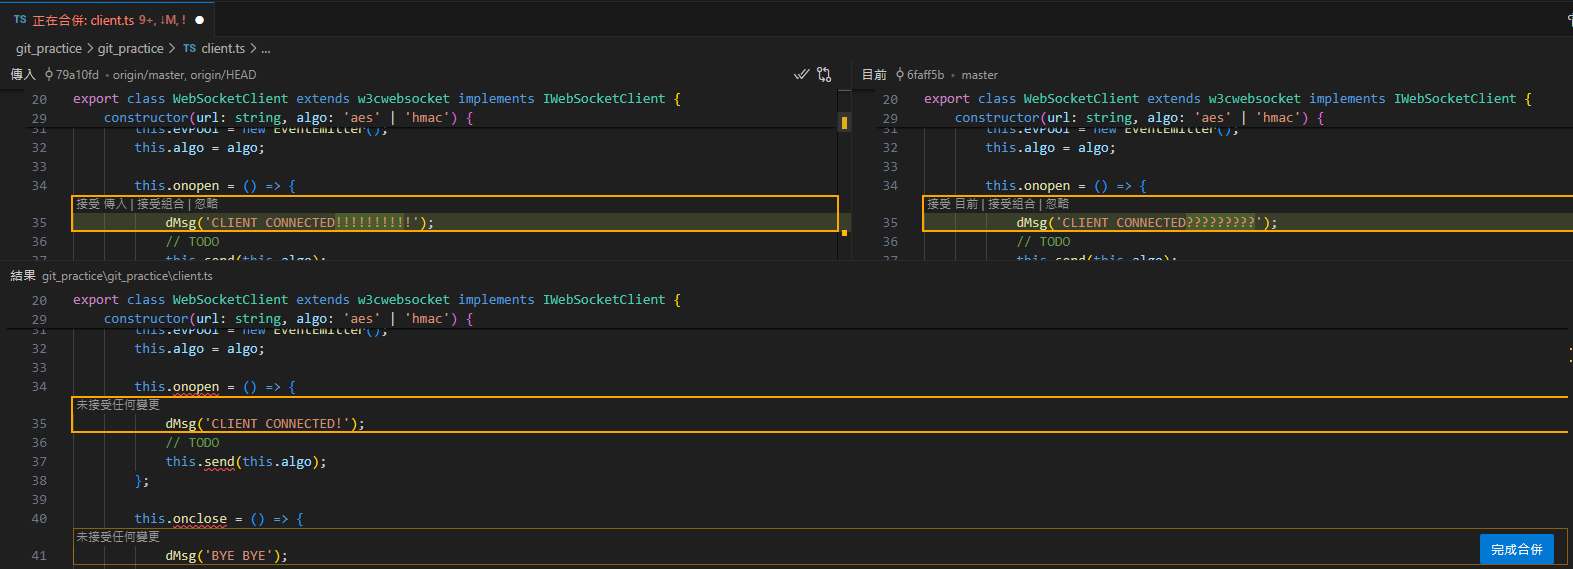 TS 正在合併: client.ts 9+, ↓M, ! ●
git_practice > git_practice > TS client.ts > ...
傳入 79a10fd • origin/master, origin/HEAD
20 export class WebSocketClient extends w3cwebsocket implements IWebSocketClient {
29 constructor(url: string, algo: 'aes' | 'hmac') {
31 this.evPool = new EventEmitter();
32 this.algo = algo;
33
34 this.onopen = () => {
接受 傳入 | 接受組合 | 忽略
35 dMsg('CLIENT CONNECTED!!!!!!!!!!');
36 // TODO
37 this.send(this.algo);
目前 6faff5b • master
20 export class WebSocketClient extends w3cwebsocket implements IWebSocketClient {
29 constructor(url: string, algo: 'aes' | 'hmac') {
31 this.evPool = new EventEmitter();
32 this.algo = algo;
33
34 this.onopen = () => {
接受 目前 | 接受組合 | 忽略
35 dMsg('CLIENT CONNECTED?????????');
36 // TODO
37 this.send(this.algo);
結果 git_practice\git_practice\client.ts
20 export class WebSocketClient extends w3cwebsocket implements IWebSocketClient {
29 constructor(url: string, algo: 'aes' | 'hmac') {
31 this.evPool = new EventEmitter();
32 this.algo = algo;
33
34 this.onopen = () => {
未接受任何變更
35 dMsg('CLIENT CONNECTED!');
36 // TODO
37 this.send(this.algo);
38 };
39
40 this.onclose = () => {
未接受任何變更
41 dMsg('BYE BYE');
完成合併